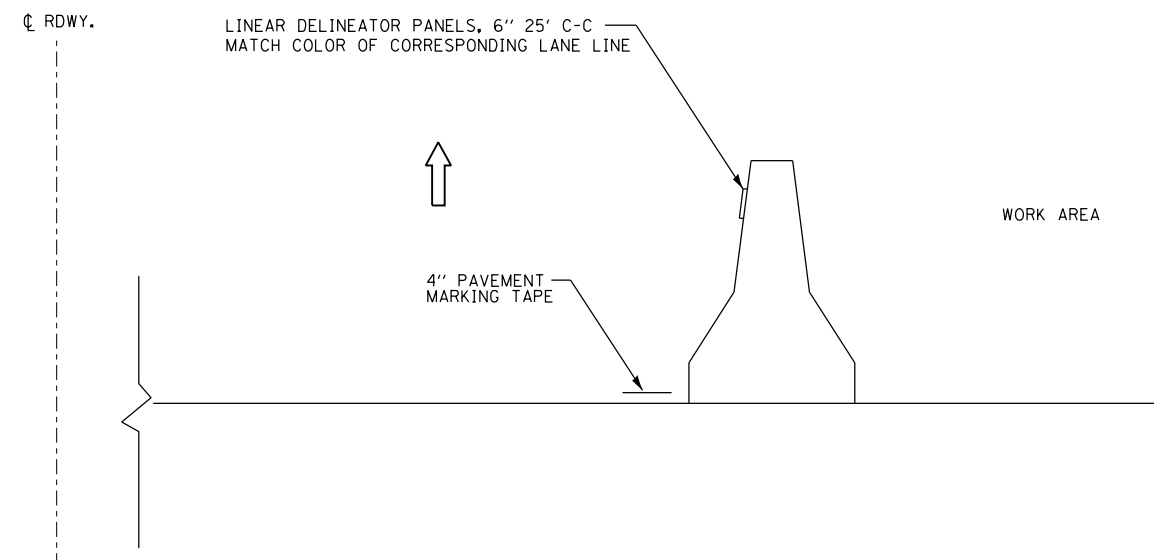 ℄ RDWY.
LINEAR DELINEATOR PANELS, 6'' 25' C-C
MATCH COLOR OF CORRESPONDING LANE LINE
WORK AREA
4'' PAVEMENT
MARKING TAPE